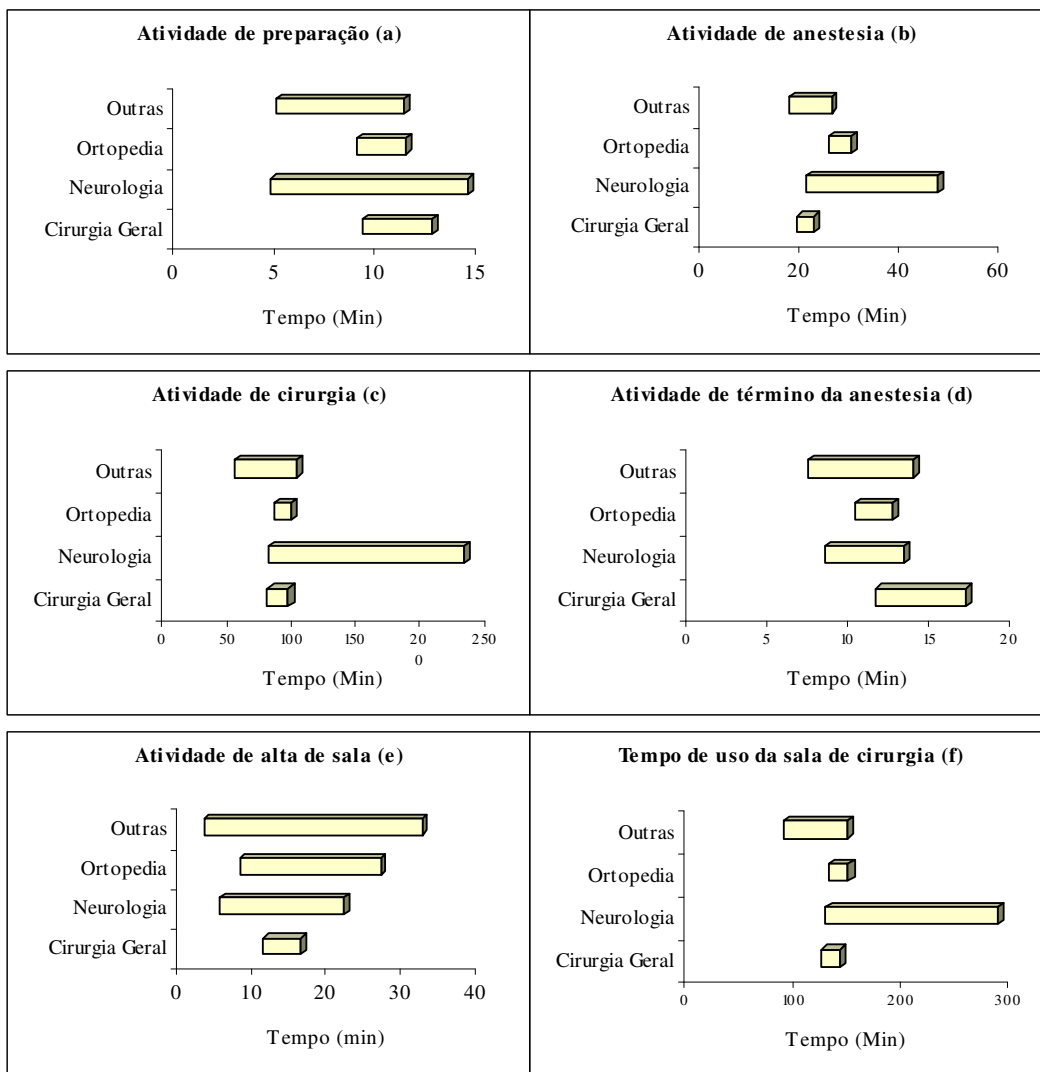 Atividade de preparação (a)
Outras
Ortopedia
Neurologia
Cirurgia Geral
0 5 10 15
Tempo (Min)
Atividade de anestesia (b)
Outras
Ortopedia
Neurologia
Cirurgia Geral
0 20 40 60
Tempo (Min)
Atividade de cirurgia (c)
Outras
Ortopedia
Neurologia
Cirurgia Geral
0 50 100 150 20 250
0
Tempo (Min)
Atividade de término da anestesia (d)
Outras
Ortopedia
Neurologia
Cirurgia Geral
0 5 10 15 20
Tempo (Min)
Atividade de alta de sala (e)
Outras
Ortopedia
Neurologia
Cirurgia Geral
0 10 20 30 40
Tempo (min)
Tempo de uso da sala de cirurgia (f)
Outras
Ortopedia
Neurologia
Cirurgia Geral
0 100 200 300
Tempo (Min)